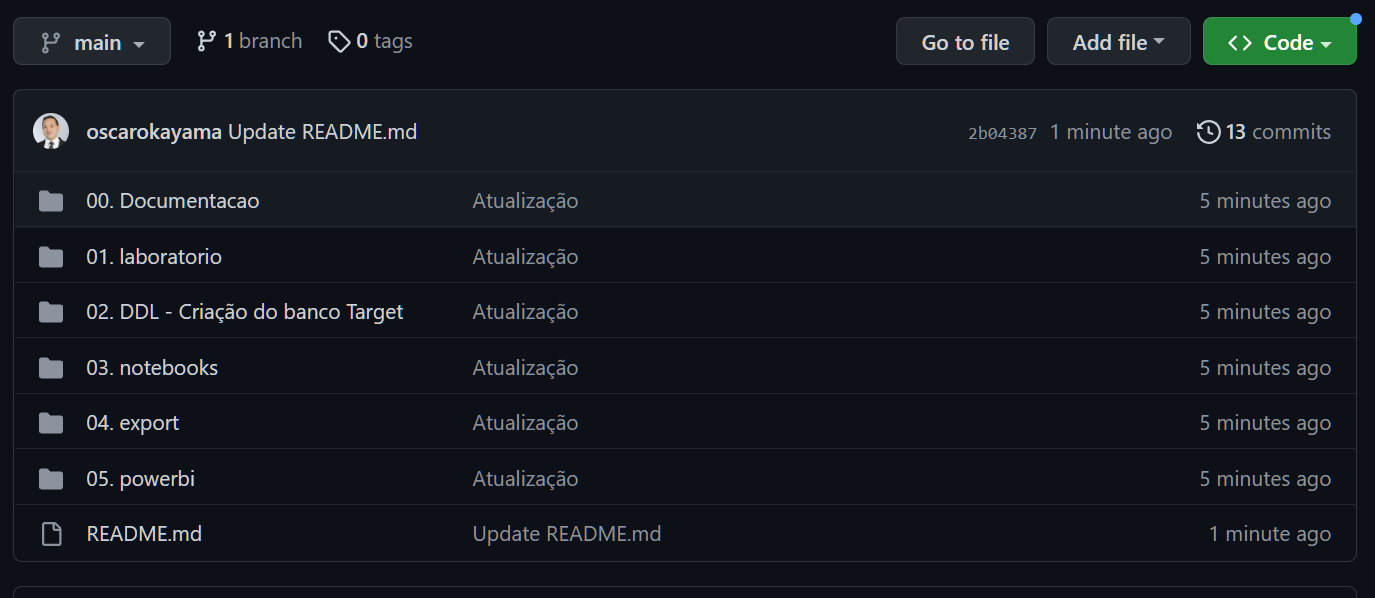 main 1 branch 0 tags Go to file Add file <> Code
oscarokayama Update README.md 2b04387 1 minute ago 13 commits
00. Documentacao Atualização 5 minutes ago
01. laboratorio Atualização 5 minutes ago
02. DDL - Criação do banco Target Atualização 5 minutes ago
03. notebooks Atualização 5 minutes ago
04. export Atualização 5 minutes ago
05. powerbi Atualização 5 minutes ago
README.md Update README.md 1 minute ago